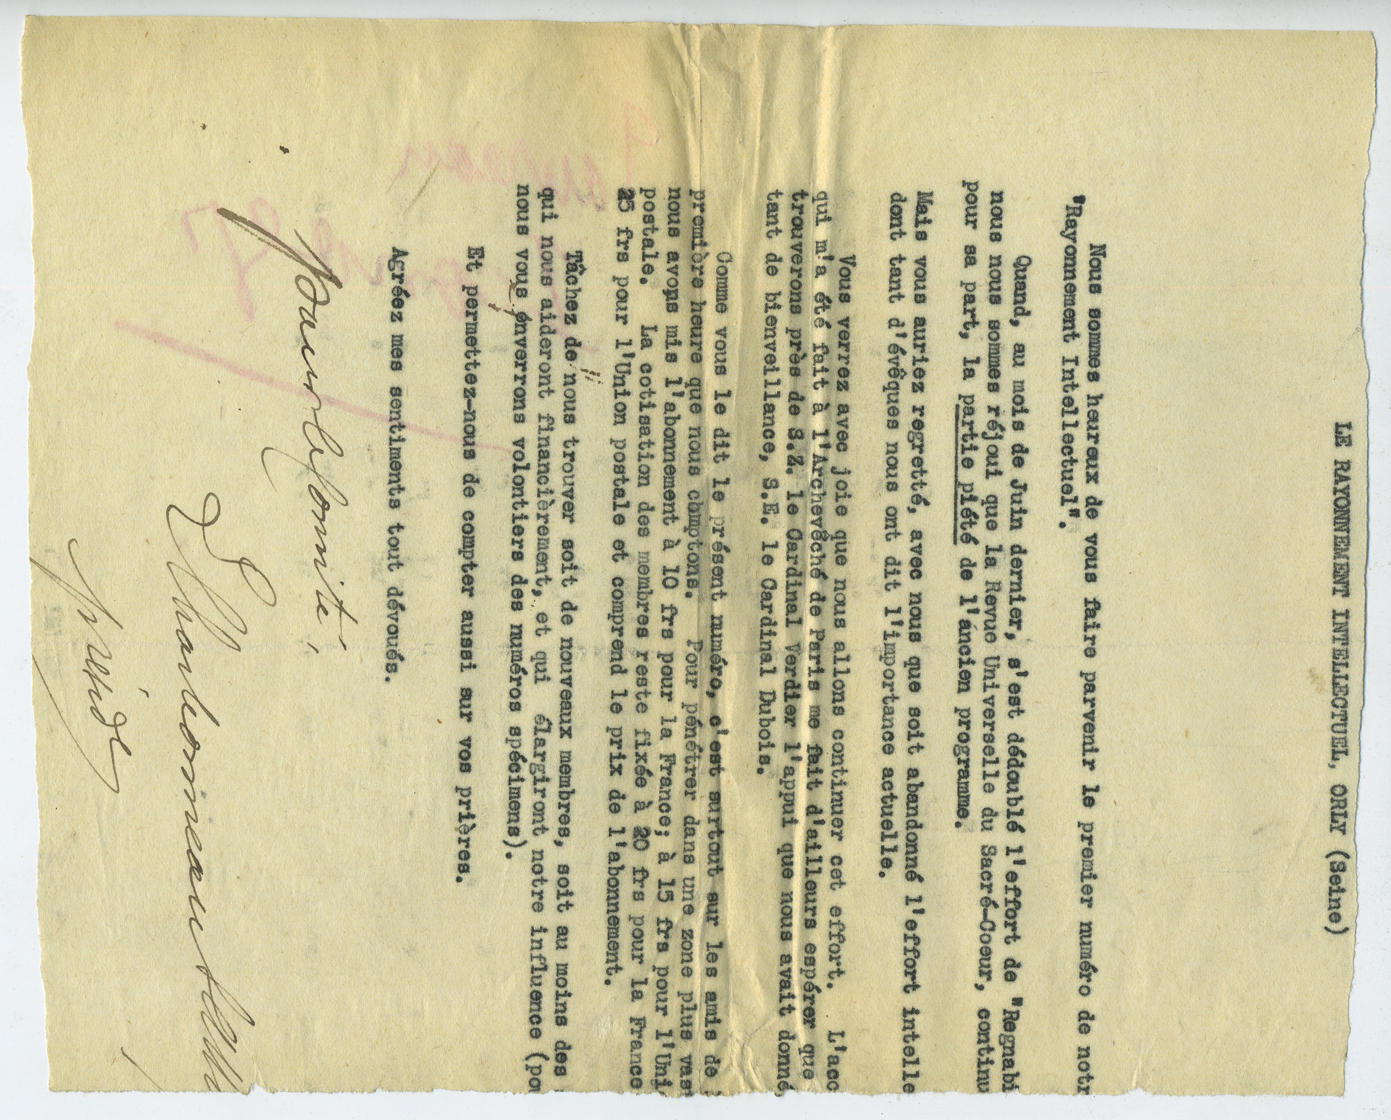 LE RAYONNEMENT INTELLECTUEL, ORLY (Seine)
Nous sommes heureux de vous faire parvenir le premier numéro de notr
"Rayonnement Intellectuel".
Quand, au mois de Juin dernier, s'est dédoublé l'effort de "Regnabi
nous nous sommes réjoui que la Revue Universelle du Sacré-Coeur, continu
pour sa part, la partie piété de l'ancien programme.
Mais vous auriez regretté, avec nous que soit abandonné l'effort intelle
dont tant d'évêques nous ont dit l'importance actuelle.
Vous verrez avec joie que nous allons continuer cet effort. L'acc
qui m'a été fait à l'Archevêché de Paris me fait d'ailleurs espérer que
trouverons près de S.E. le Cardinal Verdier l'appui que nous avait donné
tant de bienveillance, S.E. le Cardinal Dubois.
Comme vous le dit le présent numéro, c'est surtout sur les amis de
première heure que nous comptons. Pour pénétrer dans une zone plus vas
nous avons mis l'abonnement à 10 frs pour la France; à 15 frs pour l'Uni
postale. La cotisation des membres reste fixée à 20 frs pour la France
25 frs pour l'Union postale et comprend le prix de l'abonnement.
Tâchez de nous trouver soit de nouveaux membres, soit au moins des
qui nous aideront financièrement, et qui élargiront notre influence (pou
nous vous enverrons volontiers des numéros spécimens).
Et permettez-nous de compter aussi sur vos prières.
Agréez mes sentiments tout dévoués.
pour le Comité,
présid